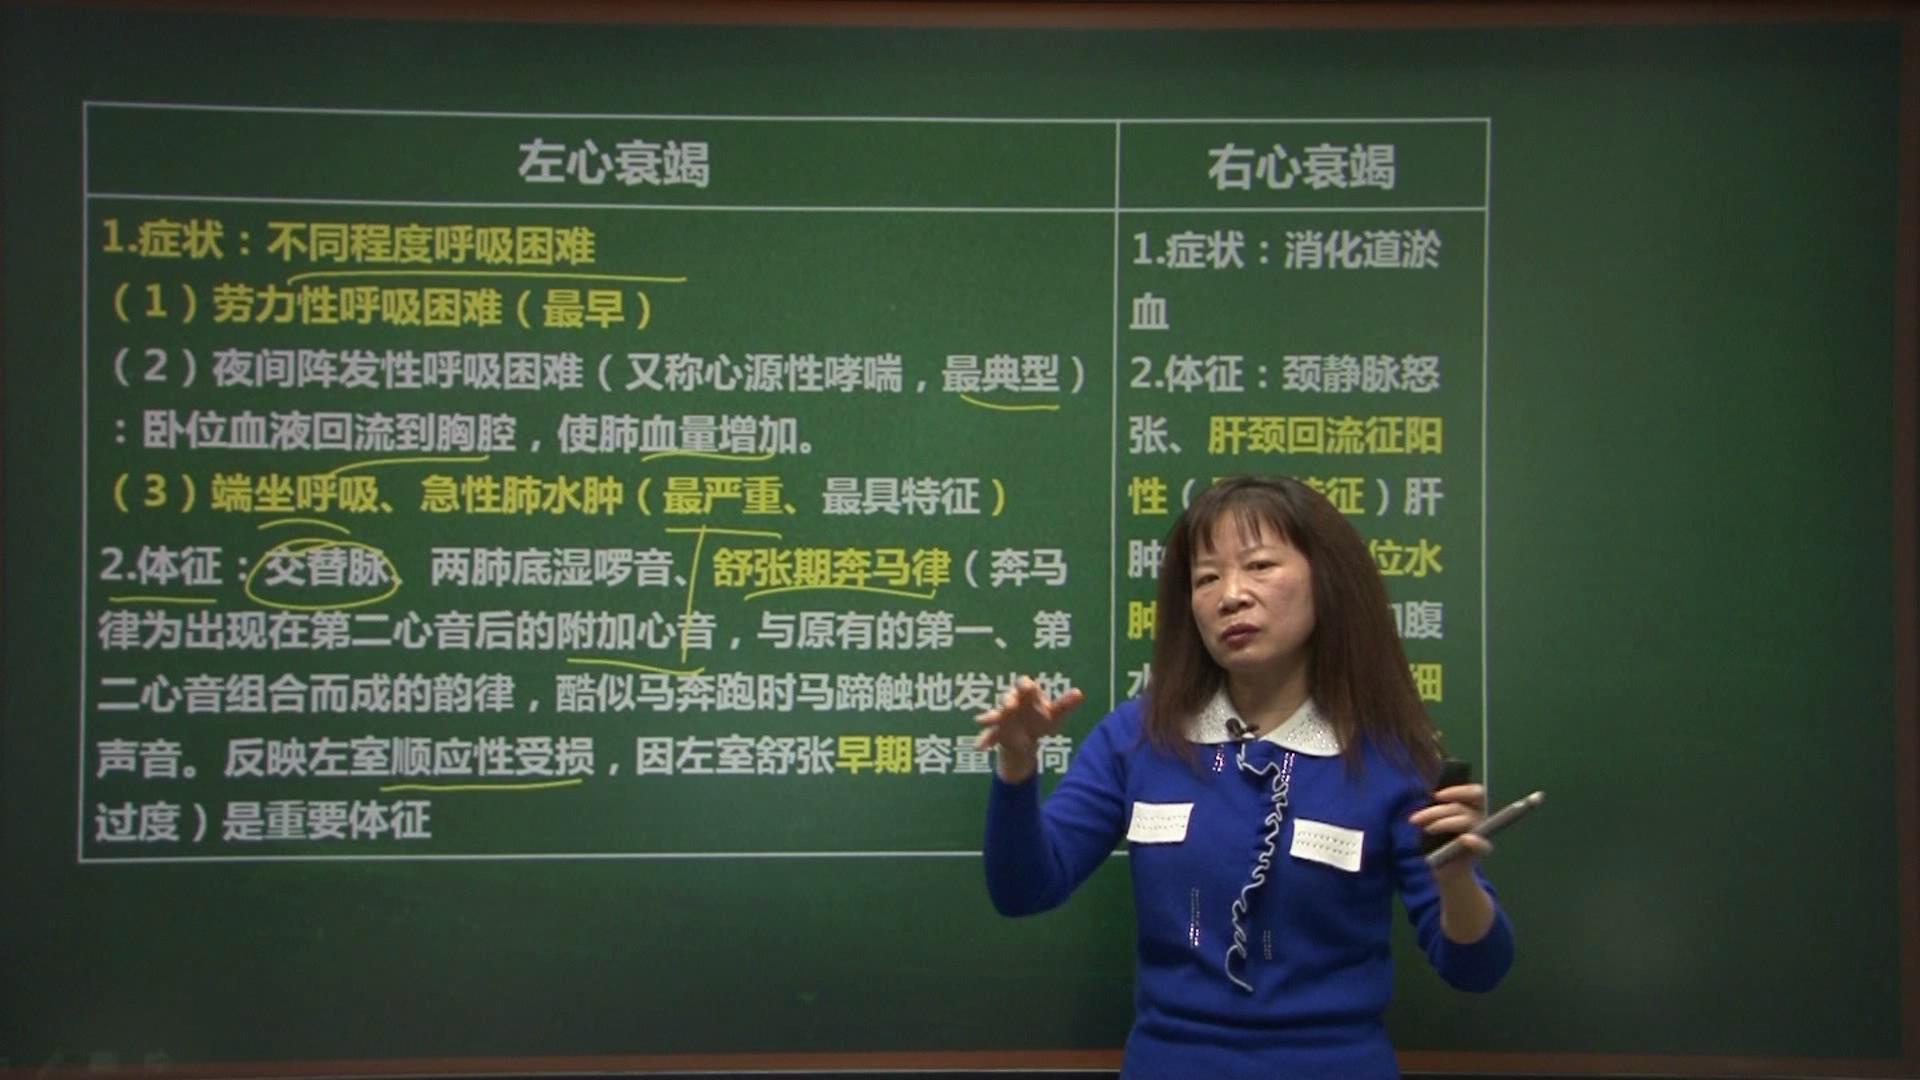 左心衰竭
1.症状：不同程度呼吸困难
（1）劳力性呼吸困难（最早）
（2）夜间阵发性呼吸困难（又称心源性哮喘，最典型）
：卧位血液回流到胸腔，使肺血量增加。
（3）端坐呼吸、急性肺水肿（最严重、最具特征）
2.体征：交替脉、两肺底湿啰音、舒张期奔马律（奔马
律为出现在第二心音后的附加心音，与原有的第一、第
二心音组合而成的韵律，酷似马奔跑时马蹄触地发出的
声音。反映左室顺应性受损，因左室舒张早期容量荷
过度）是重要体征
右心衰竭
1.症状：消化道淤
血
2.体征：颈静脉怒
张、肝颈回流征阳
性（特征）肝
肿位水
肿腹
水细